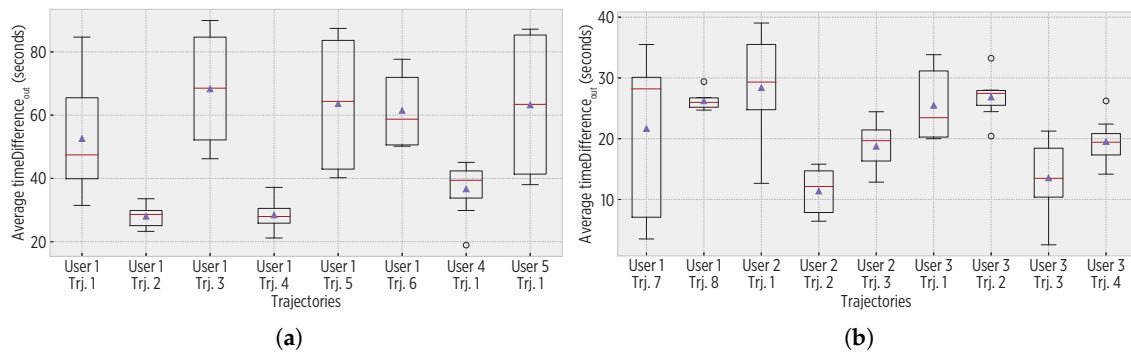 Average timeDifference_out (seconds)
80
60
40
20
User 1 User 1 User 1 User 1 User 1 User 1 User 4 User 5
Trj. 1 Trj. 2 Trj. 3 Trj. 4 Trj. 5 Trj. 6 Trj. 1 Trj. 1
Trajectories
(a)
Average timeDifference_out (seconds)
40
30
20
10
User 1 User 1 User 2 User 2 User 2 User 3 User 3 User 3 User 3
Trj. 7 Trj. 8 Trj. 1 Trj. 2 Trj. 3 Trj. 1 Trj. 2 Trj. 3 Trj. 4
Trajectories
(b)